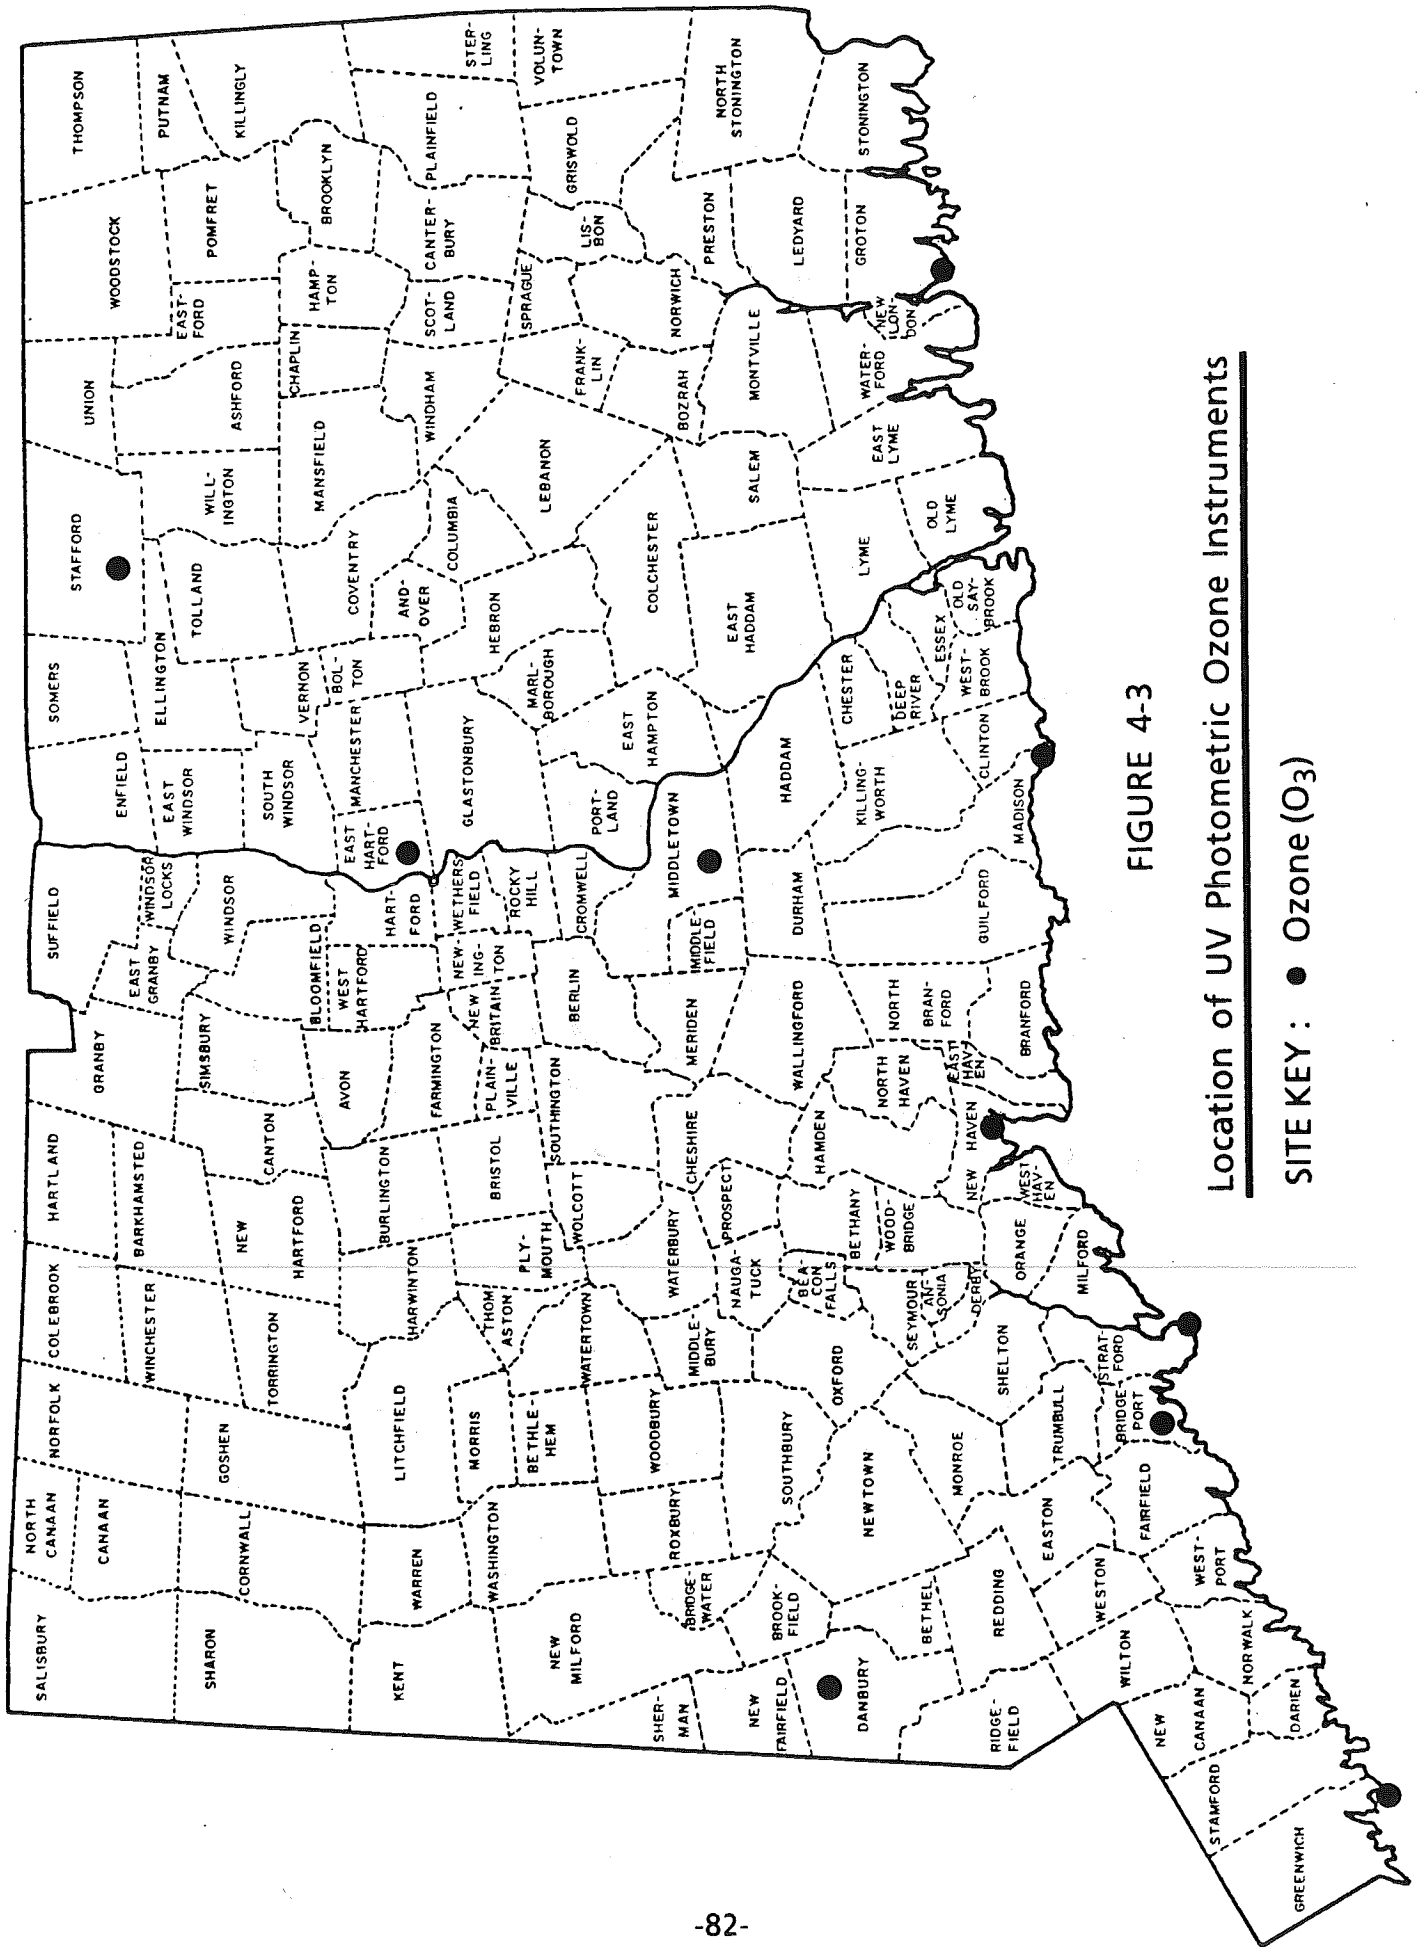 SALISBURY
NORTH
CANAAN
CANAAN
NORFOLK
COLEBROOK
HARTLAND
GRANBY
SUFFIELD
ENFIELD
SOMERS
STAFFORD
UNION
WOODSTOCK
THOMPSON
SHARON
CORNWALL
GOSHEN
WINCHESTER
BARKHAMSTED
EAST
GRANBY
WINDSOR
LOCKS
EAST
WINDSOR
ELLINGTON
WILL-
INGTON
ASHFORD
EAST-
FORD
POMFRET
PUTNAM
KILLINGLY
TORRINGTON
NEW
HARTFORD
CANTON
SIMSBURY
WINDSOR
SOUTH
WINDSOR
TOLLAND
VERNON
MANSFIELD
CHAPLIN
HAMP-
TON
BROOKLYN
KENT
WARREN
LITCHFIELD
HARWINTON
BURLINGTON
AVON
BLOOMFIELD
WEST
HARTFORD
HART-
FORD
EAST
HART-
FORD
MANCHESTER
BOL-
TON
COVENTRY
AND-
OVER
COLUMBIA
WINDHAM
SCOT-
LAND
CANTER-
BURY
PLAINFIELD
STER-
LING
WASHINGTON
MORRIS
THOM
ASTON
BRISTOL
FARMINGTON
PLAIN-
VILLE
NEW
BRITAIN
NEW-
ING-
TON
WETHERS
FIELD
ROCKY
HILL
GLASTONBURY
HEBRON
MARL-
BOROUGH
LEBANON
SPRAGUE
FRANK-
LIN
LIS-
BON
GRISWOLD
VOLUN-
TOWN
NEW
MILFORD
BETHLE-
HEM
WATERTOWN
PLY-
MOUTH
WOLCOTT
SOUTHINGTON
BERLIN
CROMWELL
PORT-
LAND
EAST
HAMPTON
COLCHESTER
BOZRAH
NORWICH
PRESTON
NORTH
STONINGTON
SHER-
MAN
BRIDGE-
WATER
ROXBURY
WOODBURY
MIDDLE-
BURY
WATERBURY
CHESHIRE
MERIDEN
MIDDLE-
FIELD
MIDDLETOWN
EAST
HADDAM
SALEM
MONTVILLE
LEDYARD
NEW
FAIRFIELD
BROOK-
FIELD
SOUTHBURY
NAUGA-
TUCK
PROSPECT
WALLINGFORD
DURHAM
HADDAM
DANBURY
NEWTOWN
OXFORD
BEA-
CON
FALLS
BETHANY
HAMDEN
NORTH
HAVEN
NORTH
BRAN-
FORD
KILLING-
WORTH
CHESTER
DEEP
RIVER
ESSEX
LYME
EAST
LYME
WATER-
FORD
NEW
LON-
DON
GROTON
STONINGTON
BETHEL
MONROE
SEYMOUR
AN-
SONIA
DERBY
WOOD-
BRIDGE
NEW HAVEN
EAST
HAV-
EN
BRANFORD
GUILFORD
MADISON
CLINTON
WEST-
BROOK
OLD
SAY-
BROOK
OLD
LYME
RIDGE-
FIELD
REDDING
EASTON
TRUMBULL
SHELTON
ORANGE
WEST
HAV-
EN
MILFORD
STRAT-
FORD
BRIDGE-
PORT
FAIRFIELD
WESTON
WILTON
WEST-
PORT
NORWALK
NEW
CANAAN
DARIEN
STAMFORD
GREENWICH
FIGURE 4-3
Location of UV Photometric Ozone Instruments
SITE KEY : ● Ozone (O₃)
-82-